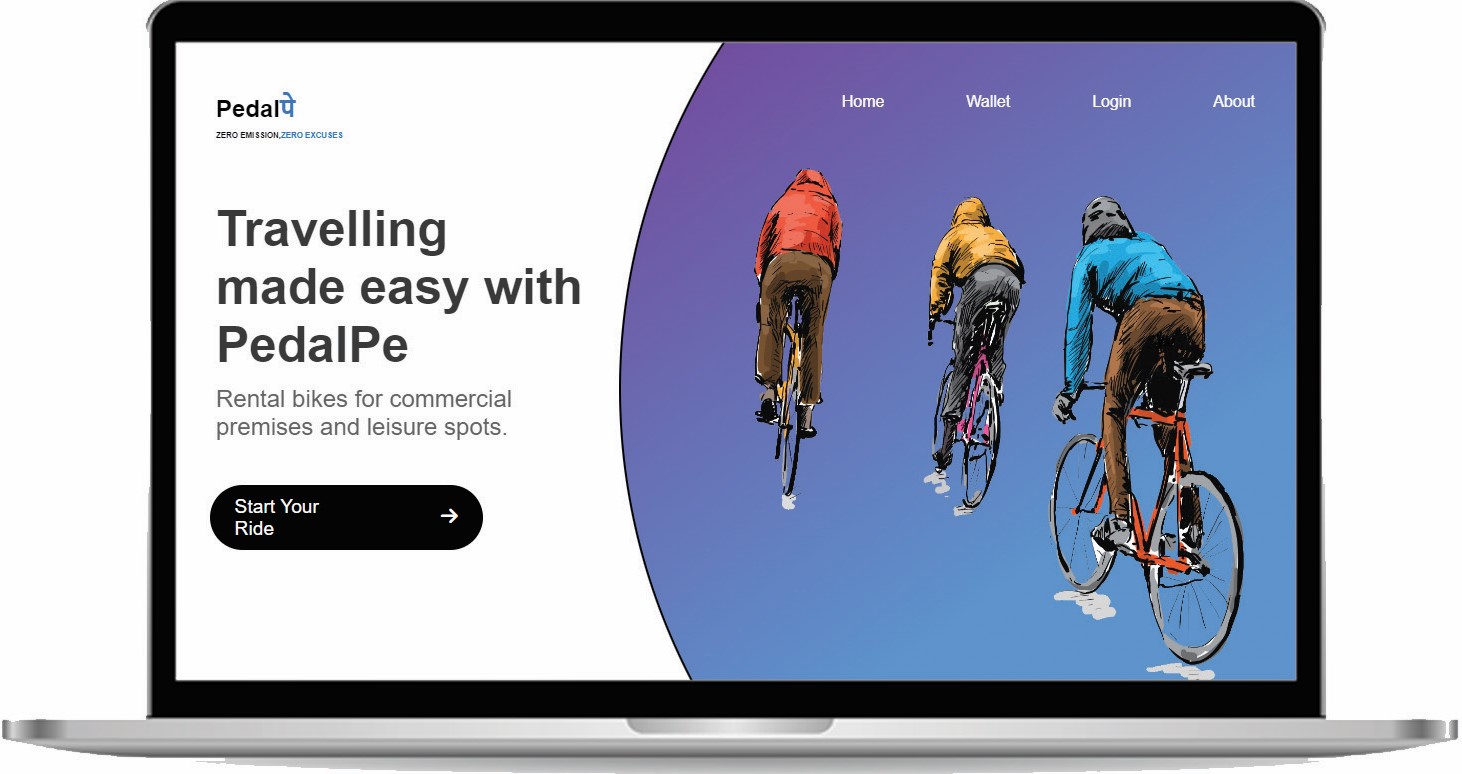 Pedalपे
ZERO EMISSION,ZERO EXCUSES
Home Wallet Login About
Travelling
made easy with
PedalPe
Rental bikes for commercial
premises and leisure spots.
Start Your
Ride